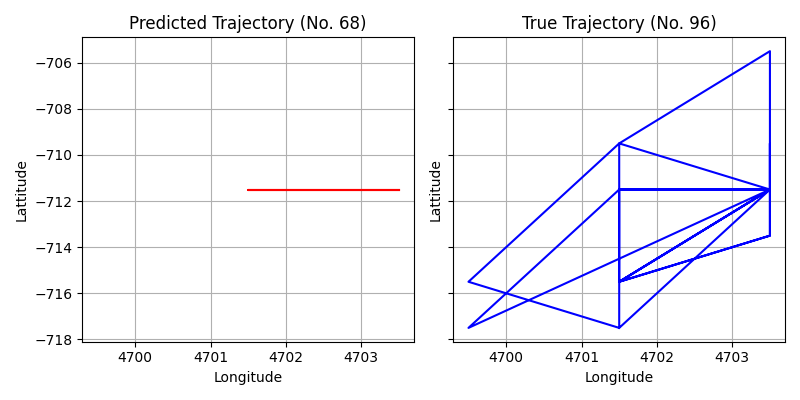 Predicted Trajectory (No. 68)
True Trajectory (No. 96)
Lattitude
−706
−708
−710
−712
−714
−716
−718
4700
4701
4702
4703
Longitude
Lattitude
4700
4701
4702
4703
Longitude